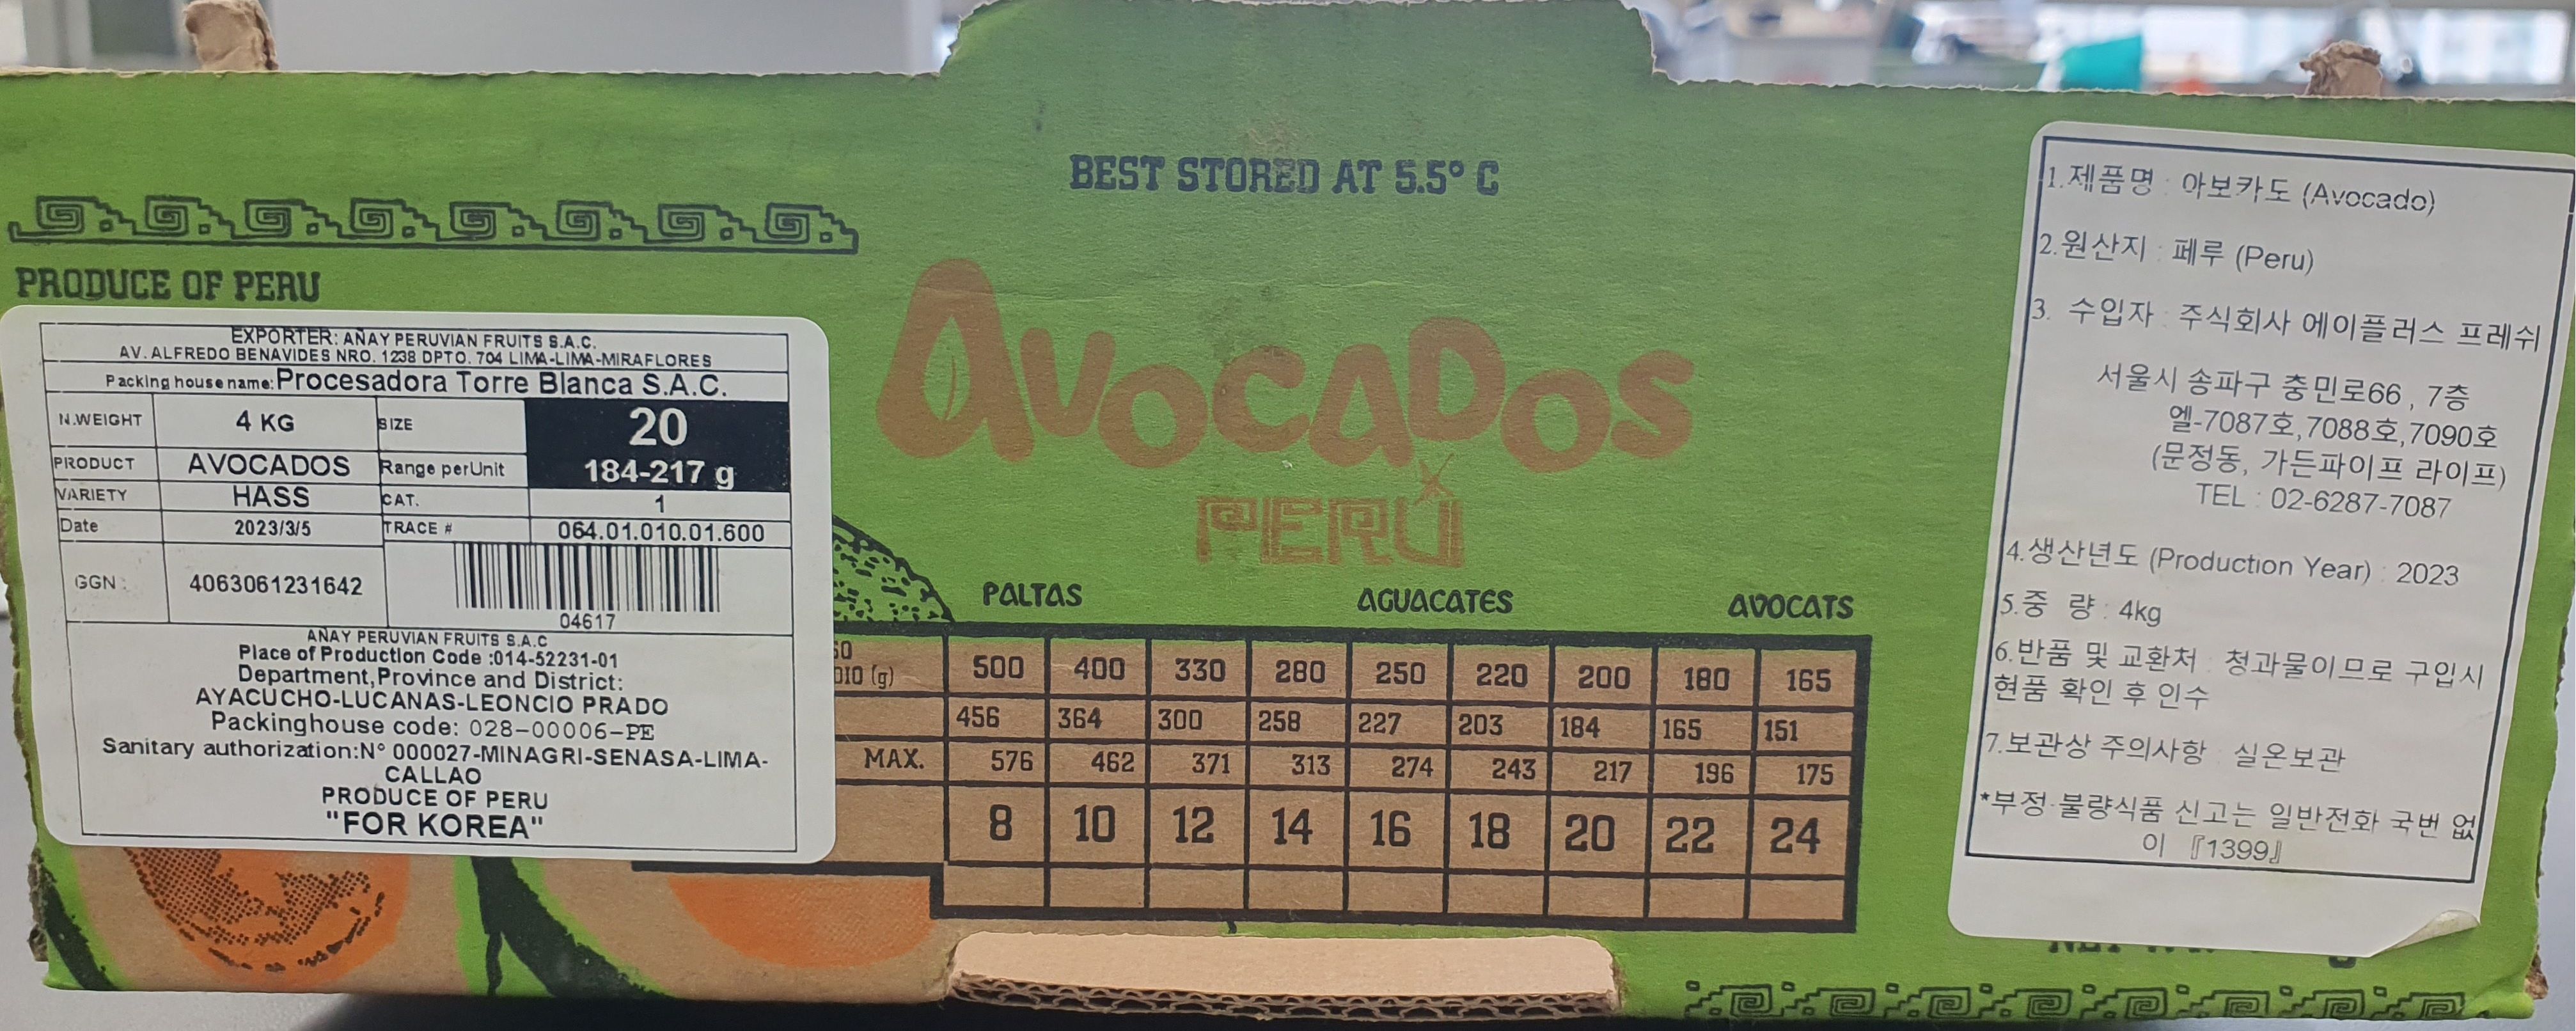 BEST STORED AT 5.5° C
PRODUCE OF PERU
EXPORTER: AÑAY PERUVIAN FRUITS S.A.C.
AV. ALFREDO BENAVIDES NRO. 1238 DPTO. 704 LIMA-LIMA-MIRAFLORES
Packing house name: Procesadora Torre Blanca S.A.C.
N.WEIGHT 4 KG SIZE 20
PRODUCT AVOCADOS Range perUnit 184-217 g
VARIETY HASS CAT. 1
Date 2023/3/5 TRACE # 064.01.010.01.600
GGN : 4063061231642
04617
AÑAY PERUVIAN FRUITS S.A.C
Place of Production Code :014-52231-01
Department,Province and District:
AYACUCHO-LUCANAS-LEONCIO PRADO
Packinghouse code: 028-00006-PE
Sanitary authorization:N° 000027-MINAGRI-SENASA-LIMA-
CALLAO
PRODUCE OF PERU
"FOR KOREA"
AVOCADOS
PERÚ
PALTAS AGUACATES AVOCATS
(g) 500 400 330 280 250 220 200 180 165
456 364 300 258 227 203 184 165 151
MAX. 576 462 371 313 274 243 217 196 175
8 10 12 14 16 18 20 22 24
1.제품명 : 아보카도 (Avocado)
2.원산지 : 페루 (Peru)
3. 수입자 : 주식회사 에이플러스 프레쉬
서울시 송파구 충민로66 , 7층
엘-7087호,7088호,7090호
(문정동, 가든파이프 라이프)
TEL : 02-6287-7087
4.생산년도 (Production Year) : 2023
5.중 량 : 4kg
6.반품 및 교환처 : 청과물이므로 구입시
현품 확인 후 인수
7.보관상 주의사항 : 실온보관
*부정·불량식품 신고는 일반전화 국번 없
이 『1399』